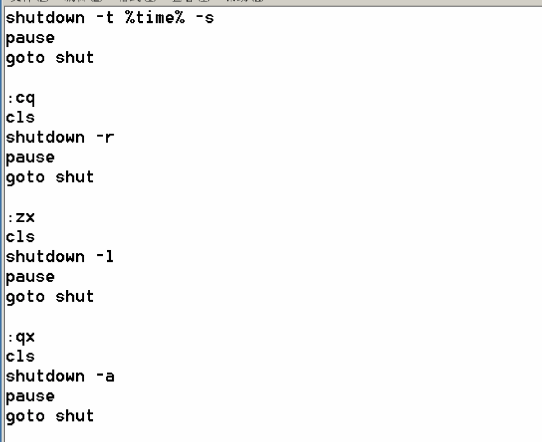 shutdown -t %time% -s
pause
goto shut
:cq
cls
shutdown -r
pause
goto shut
:zx
cls
shutdown -l
pause
goto shut
:qx
cls
shutdown -a
pause
goto shut